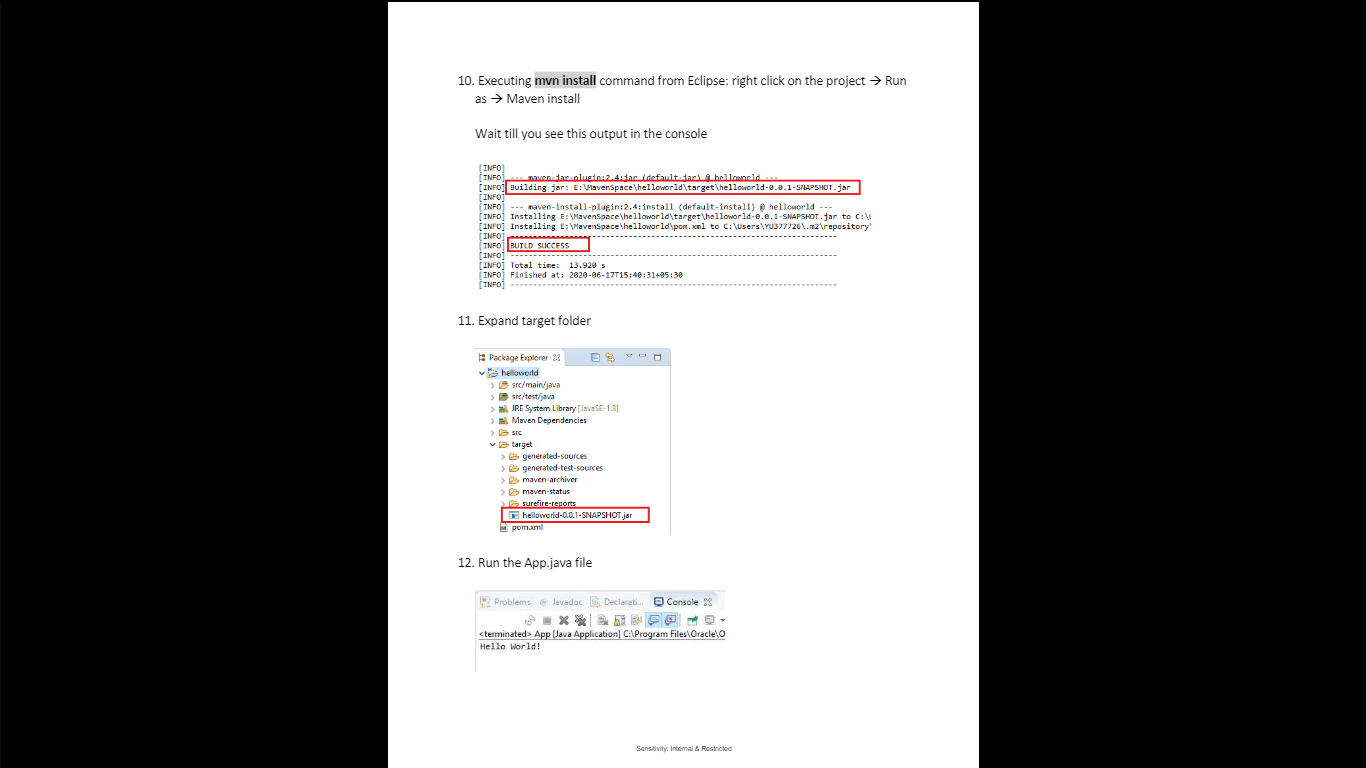 10. Executing mvn install command from Eclipse: right click on the project → Run
as → Maven install
Wait till you see this output in the console
[INFO]
[INFO] --- maven-jar-plugin:2.4:jar (default-jar) @ helloworld ---
[INFO] Building jar: E:\MavenSpace\helloworld\target\helloworld-0.0.1-SNAPSHOT.jar
[INFO]
[INFO] --- maven-install-plugin:2.4:install (default-install) @ helloworld ---
[INFO] Installing E:\MavenSpace\helloworld\target\helloworld-0.0.1-SNAPSHOT.jar to C:\
[INFO] Installing E:\MavenSpace\helloworld\pom.xml to C:\Users\YU377726\.m2\repository
[INFO] ------------------------------------------------------------------------
[INFO] BUILD SUCCESS
[INFO] ------------------------------------------------------------------------
[INFO] Total time: 13.920 s
[INFO] Finished at: 2020-06-17T15:40:31+05:30
[INFO] ------------------------------------------------------------------------
11. Expand target folder
Package Explorer
helloworld
src/main/java
src/test/java
JRE System Library [JavaSE-1.8]
Maven Dependencies
src
target
generated-sources
generated-test-sources
maven-archiver
maven-status
surefire-reports
helloworld-0.0.1-SNAPSHOT.jar
pom.xml
12. Run the App.java file
Problems Javadoc Declarati... Console
<terminated> App [Java Application] C:\Program Files\Oracle\O
Hello World!
Sensitivity: Internal & Restricted